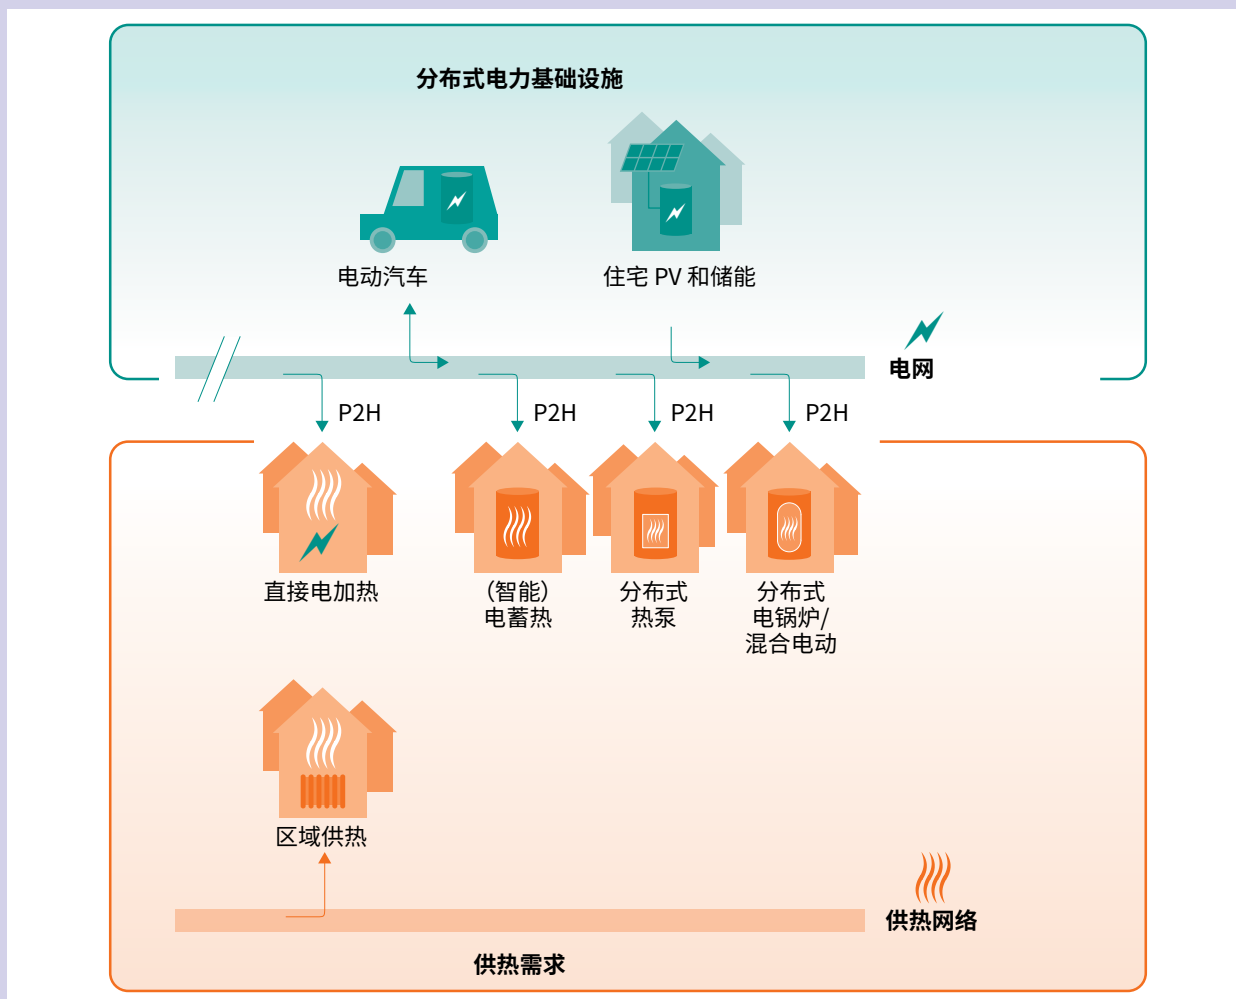 分布式电力基础设施
电动汽车
住宅 PV 和储能
电网
P2H
P2H
P2H
P2H
直接电加热
（智能）
电蓄热
分布式
热泵
分布式
电锅炉/
混合电动
区域供热
供热网络
供热需求